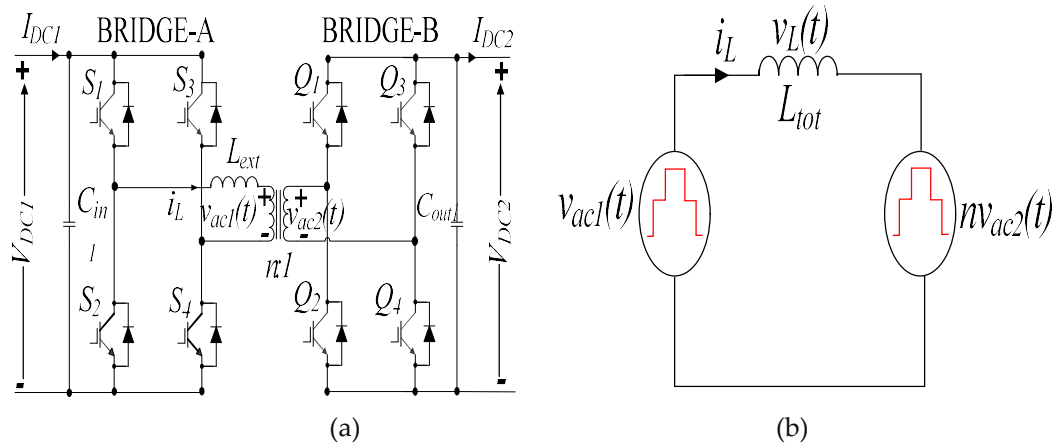 I_DC1 BRIDGE-A BRIDGE-B I_DC2
+ +
S_1 S_3 Q_1 Q_3
L_ext
C_in
1
i_L
v_ac1(t) + + v_ac2(t)
- -
C_out1
V_DC1 V_DC2
n:1
S_2 S_4 Q_2 Q_4
- -
(a)
v_L(t)
i_L
L_tot
v_ac1(t) nv_ac2(t)
(b)